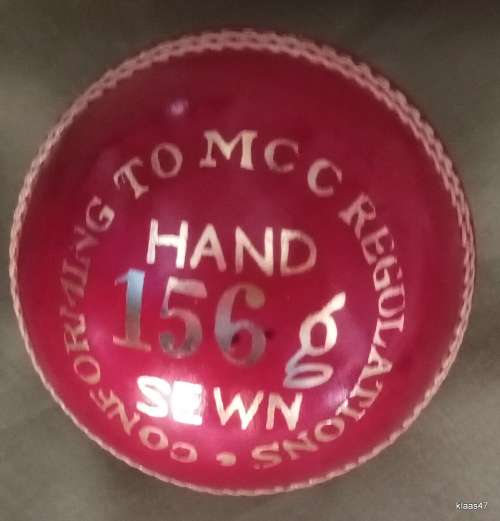 CONFORMING TO MCC REGULATIONS •
HAND
156 g
SEWN
klaas47